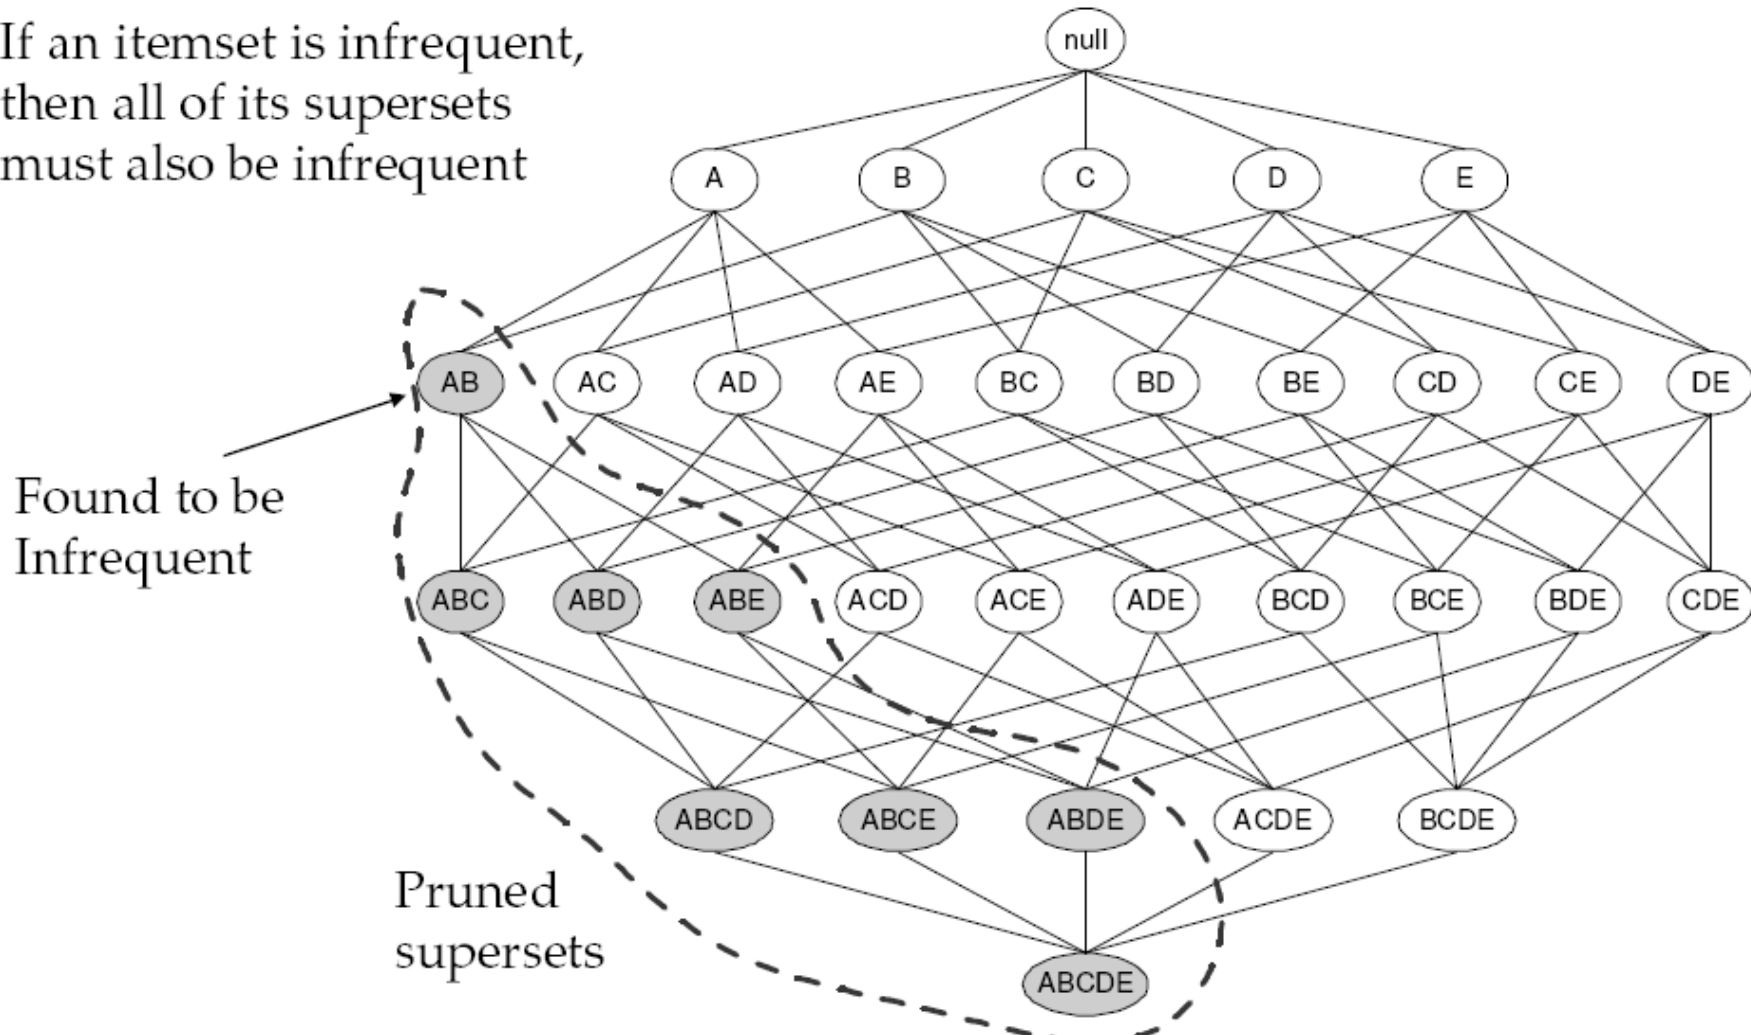 If an itemset is infrequent,
then all of its supersets
must also be infrequent
null
A B C D E
AB AC AD AE BC BD BE CD CE DE
Found to be
Infrequent
ABC ABD ABE ACD ACE ADE BCD BCE BDE CDE
ABCD ABCE ABDE ACDE BCDE
Pruned
supersets
ABCDE